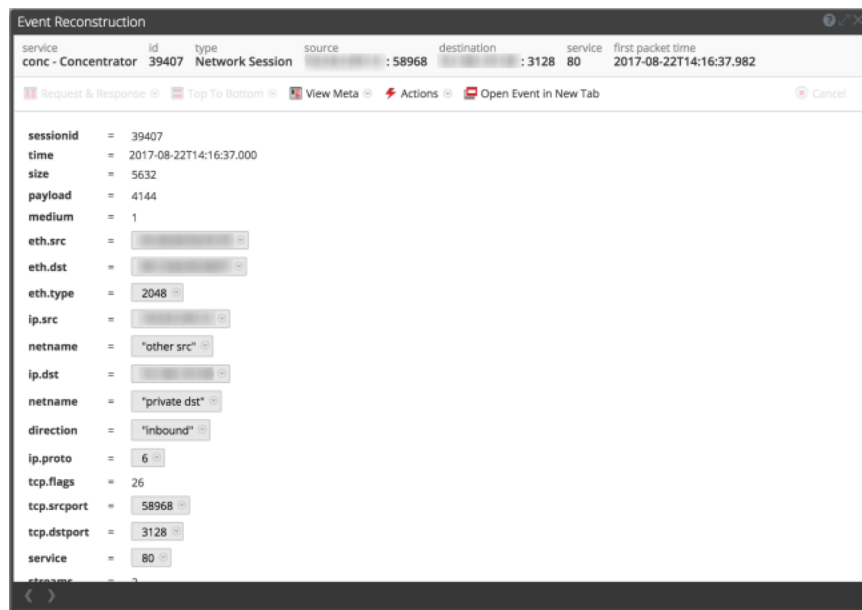 Event Reconstruction
service id type source destination service first packet time
conc - Concentrator 39407 Network Session : 58968 : 3128 80 2017-08-22T14:16:37.982
Request & Response Top To Bottom View Meta Actions Open Event in New Tab Cancel
sessionid = 39407
time = 2017-08-22T14:16:37.000
size = 5632
payload = 4144
medium = 1
eth.src =
eth.dst =
eth.type = 2048
ip.src =
netname = "other src"
ip.dst =
netname = "private dst"
direction = "inbound"
ip.proto = 6
tcp.flags = 26
tcp.srcport = 58968
tcp.dstport = 3128
service = 80
streams = 2